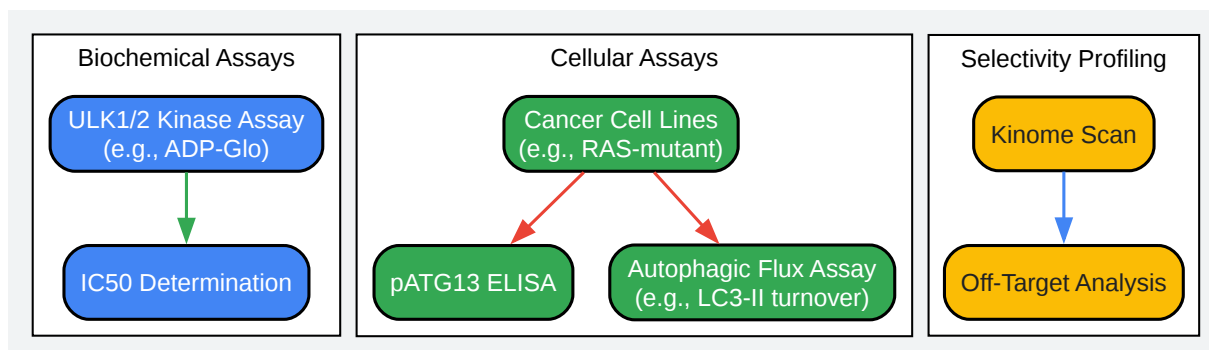 Biochemical Assays
ULK1/2 Kinase Assay
(e.g., ADP-Glo)
IC50 Determination
Cellular Assays
Cancer Cell Lines
(e.g., RAS-mutant)
pATG13 ELISA
Autophagic Flux Assay
(e.g., LC3-II turnover)
Selectivity Profiling
Kinome Scan
Off-Target Analysis